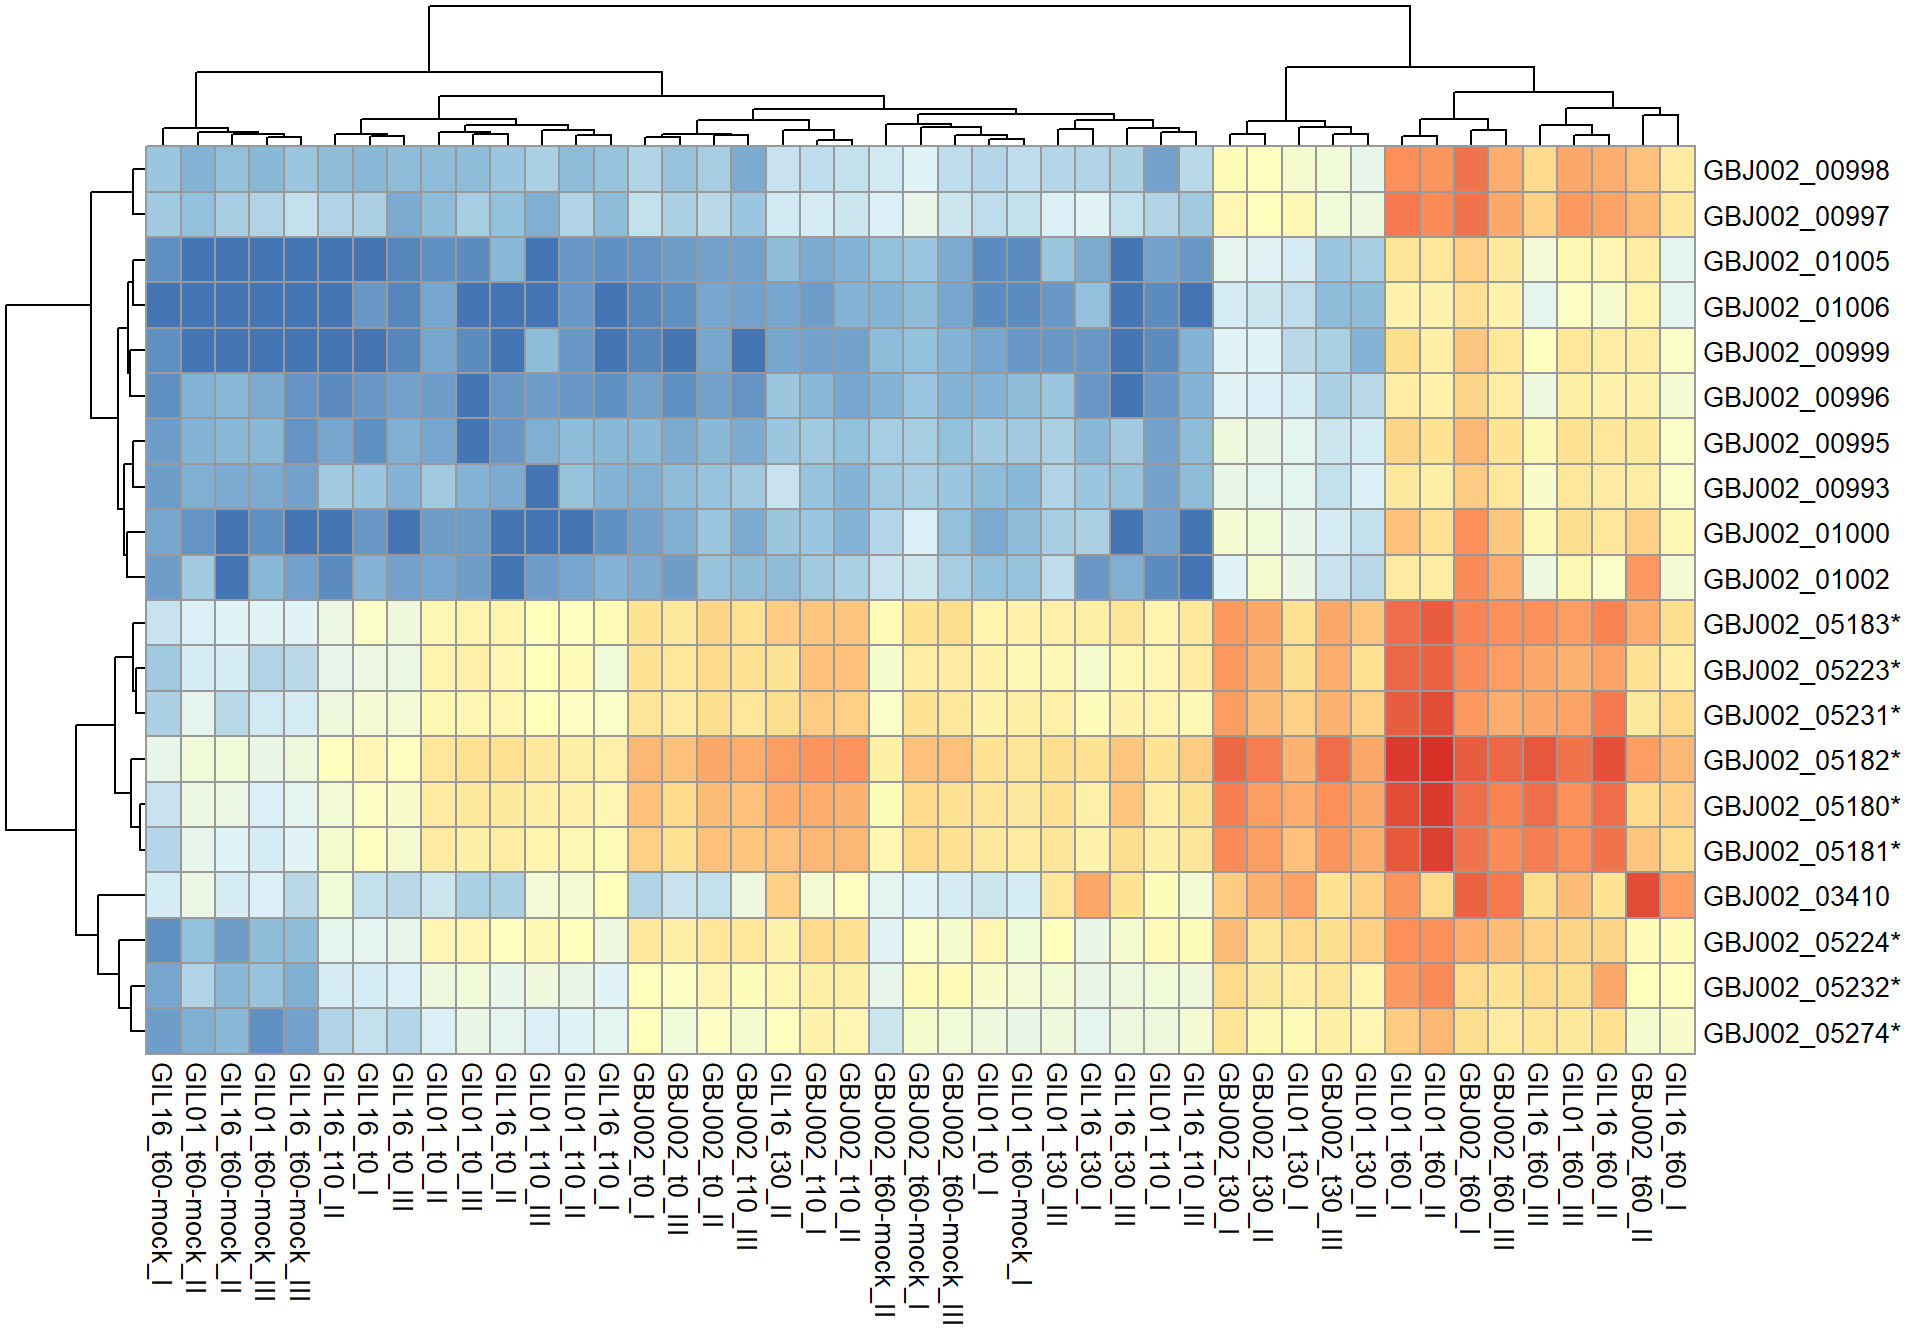 GBJ002_00998
GBJ002_00997
GBJ002_01005
GBJ002_01006
GBJ002_00999
GBJ002_00996
GBJ002_00995
GBJ002_00993
GBJ002_01000
GBJ002_01002
GBJ002_05183*
GBJ002_05223*
GBJ002_05231*
GBJ002_05182*
GBJ002_05180*
GBJ002_05181*
GBJ002_03410
GBJ002_05224*
GBJ002_05232*
GBJ002_05274*
GIL16_t60-mock_I
GIL01_t60-mock_II
GIL16_t60-mock_II
GIL01_t60-mock_III
GIL16_t60-mock_III
GIL16_t10_II
GIL16_t0_I
GIL16_t0_III
GIL01_t0_II
GIL01_t0_III
GIL16_t0_II
GIL01_t10_III
GIL01_t10_II
GIL16_t10_I
GBJ002_t0_I
GBJ002_t0_III
GBJ002_t0_II
GBJ002_t10_III
GIL16_t30_II
GBJ002_t10_I
GBJ002_t10_II
GBJ002_t60-mock_II
GBJ002_t60-mock_I
GBJ002_t60-mock_III
GIL01_t0_I
GIL01_t60-mock_I
GIL01_t30_III
GIL16_t30_I
GIL16_t30_III
GIL01_t10_I
GIL16_t10_III
GBJ002_t30_I
GBJ002_t30_II
GIL01_t30_I
GBJ002_t30_III
GIL01_t30_II
GIL01_t60_I
GIL01_t60_II
GBJ002_t60_I
GBJ002_t60_III
GIL16_t60_III
GIL01_t60_III
GIL16_t60_II
GBJ002_t60_II
GIL16_t60_I